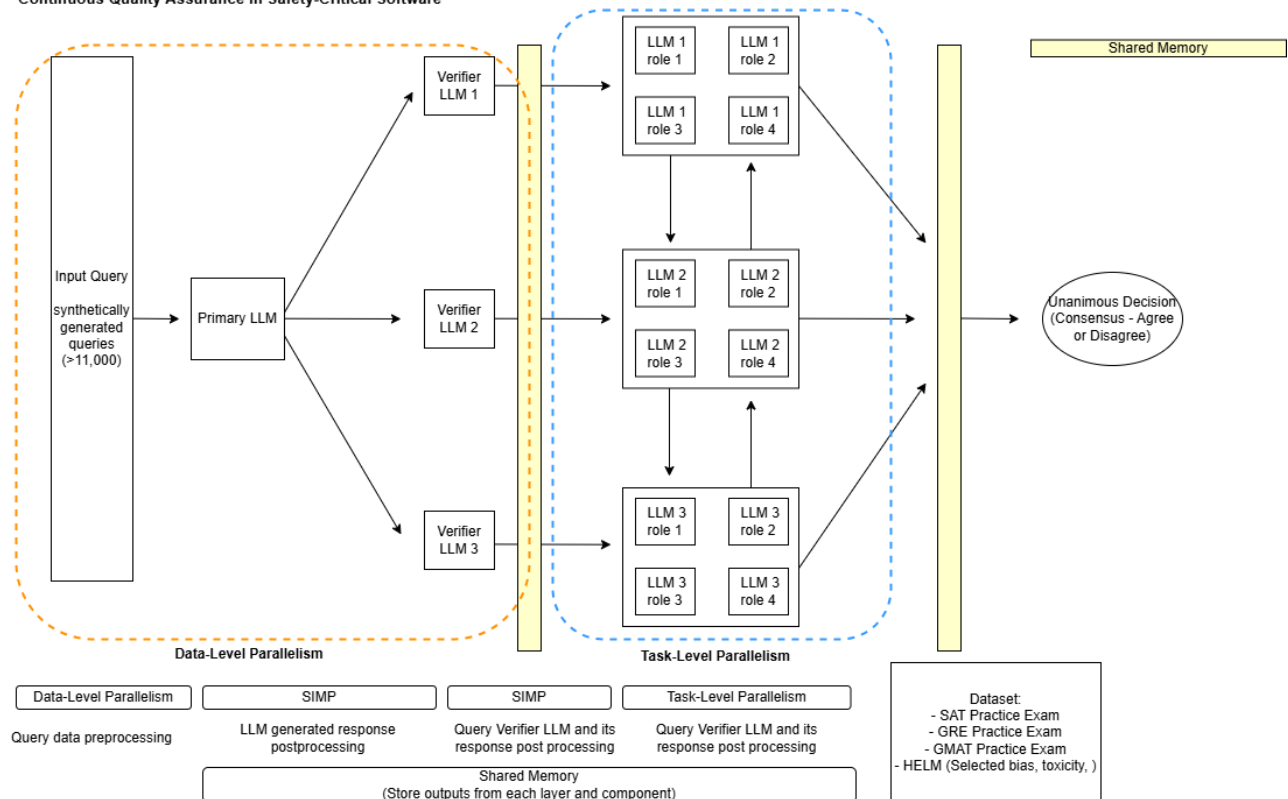 Continuous Quality Assurance in Safety-Critical Software
Shared Memory
Input Query
synthetically
generated
queries
(>11,000)
Primary LLM
Verifier
LLM 1
Verifier
LLM 2
Verifier
LLM 3
LLM 1
role 1
LLM 1
role 2
LLM 1
role 3
LLM 1
role 4
LLM 2
role 1
LLM 2
role 2
LLM 2
role 3
LLM 2
role 4
LLM 3
role 1
LLM 3
role 2
LLM 3
role 3
LLM 3
role 4
Unanimous Decision
(Consensus - Agree
or Disagree)
Data-Level Parallelism
Task-Level Parallelism
Data-Level Parallelism
SIMP
SIMP
Task-Level Parallelism
Query data preprocessing
LLM generated response
postprocessing
Query Verifier LLM and its
response post processing
Query Verifier LLM and its
response post processing
Shared Memory
(Store outputs from each layer and component)
Dataset:
- SAT Practice Exam
- GRE Practice Exam
- GMAT Practice Exam
- HELM (Selected bias, toxicity, )